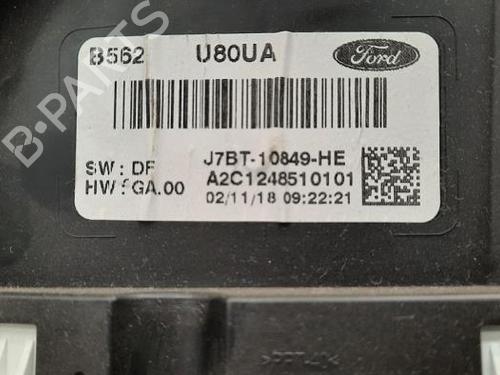 B562 U80UA Ford
J7BT-10849-HE
SW : DF A2C1248510101
HW : GA.00 02/11/18 09:22:21
B-PARTS